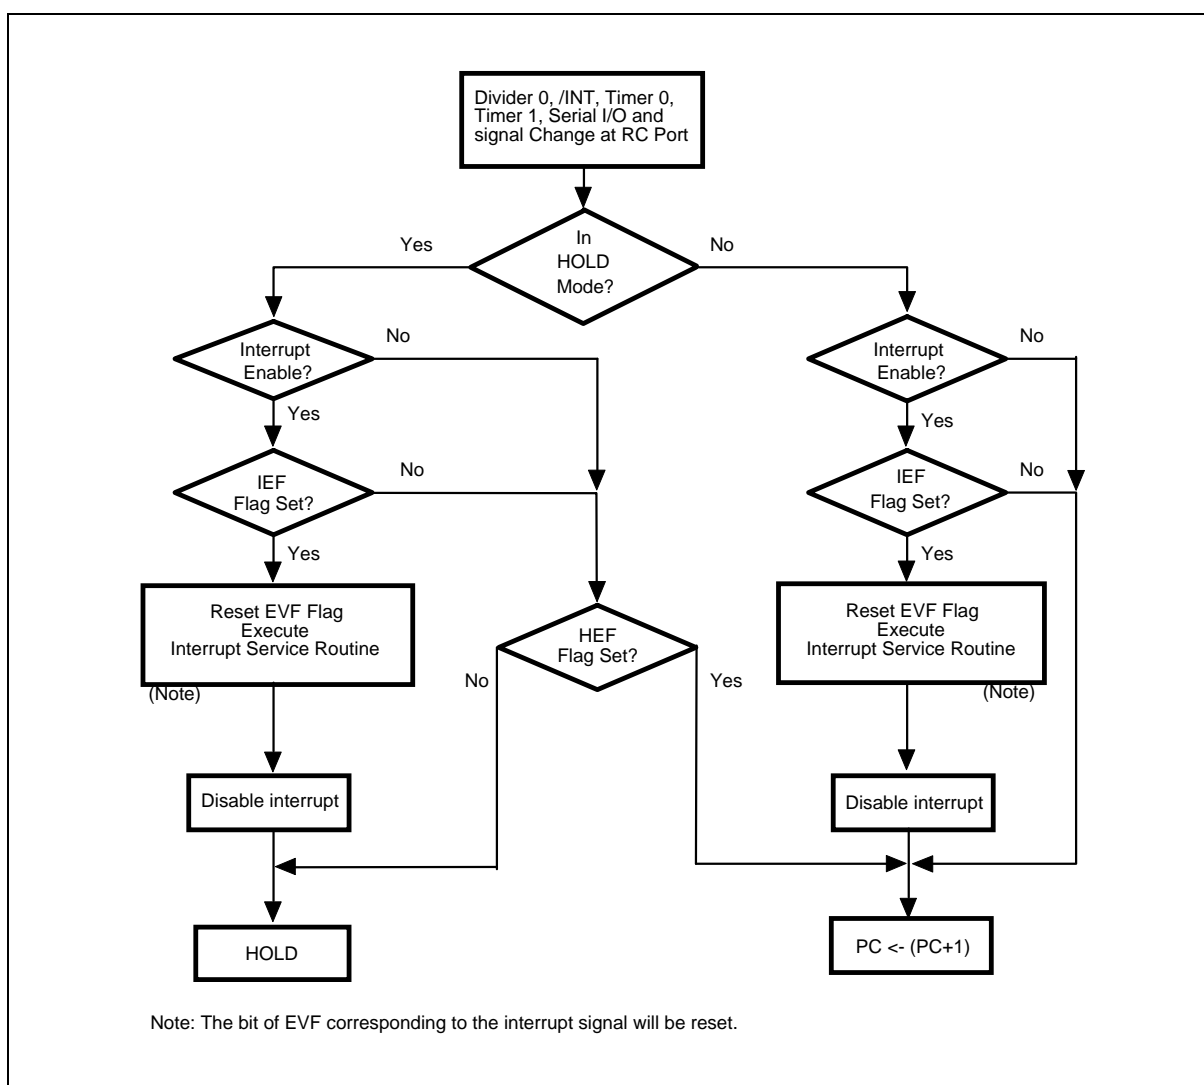 Divider 0, /INT, Timer 0,
Timer 1, Serial I/O and
signal Change at RC Port
In
HOLD
Mode?
Yes
No
Interrupt
Enable?
No
Yes
IEF
Flag Set?
No
Yes
Reset EVF Flag
Execute
Interrupt Service Routine
(Note)
Disable interrupt
HOLD
HEF
Flag Set?
No
Yes
Interrupt
Enable?
No
Yes
IEF
Flag Set?
No
Yes
Reset EVF Flag
Execute
Interrupt Service Routine
(Note)
Disable interrupt
PC <- (PC+1)
Note: The bit of EVF corresponding to the interrupt signal will be reset.